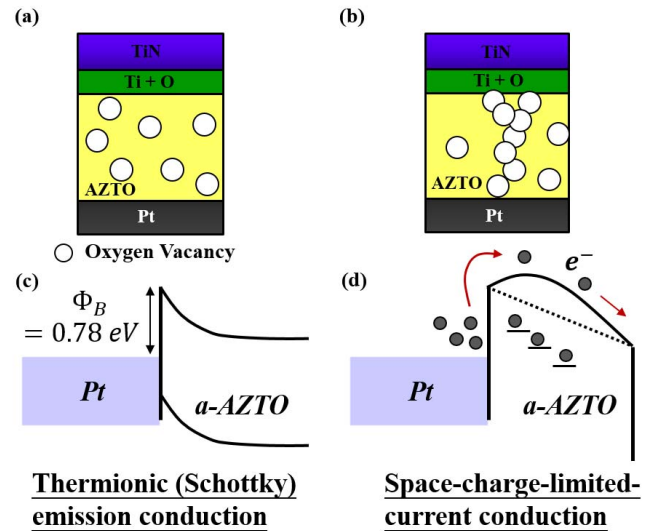 (a)
TiN
Ti + O
AZTO
Pt
Oxygen Vacancy
(b)
TiN
Ti + O
AZTO
Pt
(c)
Φ_B
= 0.78 eV
Pt
a-AZTO
Thermionic (Schottky)
emission conduction
(d)
e⁻
Pt
a-AZTO
Space-charge-limited-
current conduction